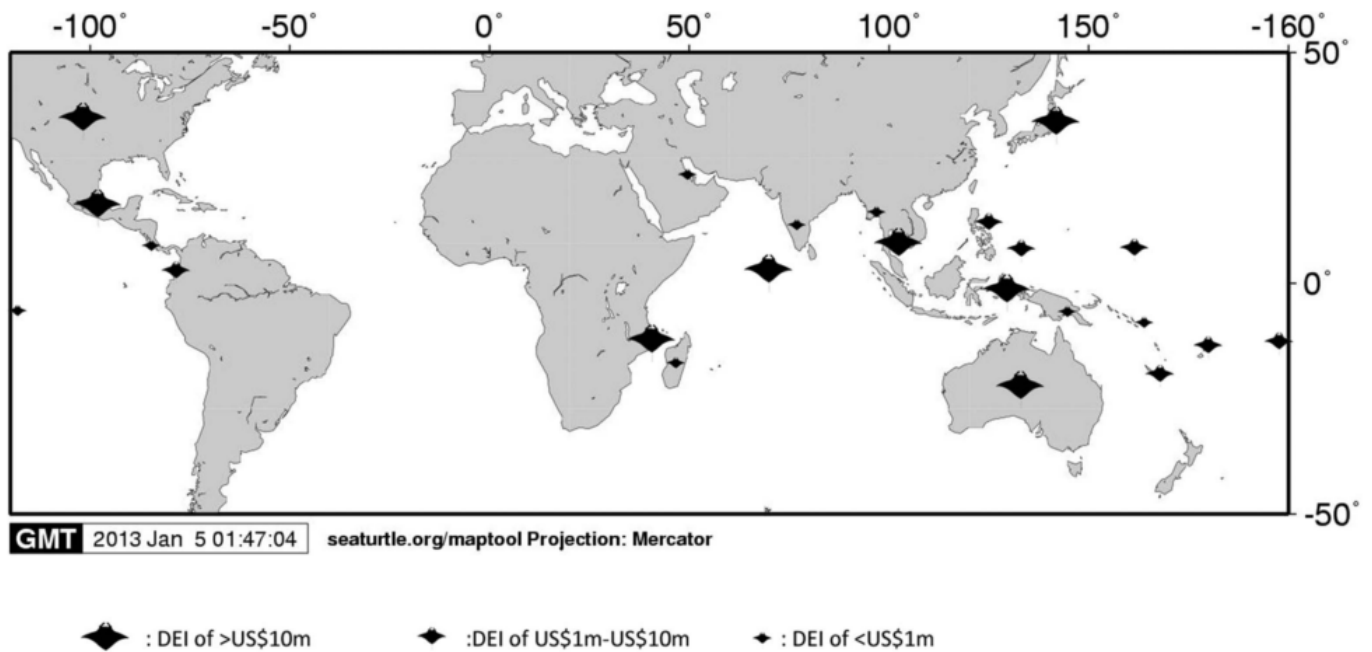 -100° -50° 0° 50° 100° 150° -160°
50°
0°
-50°
GMT 2013 Jan 5 01:47:04 seaturtle.org/maptool Projection: Mercator
: DEI of >US$10m :DEI of US$1m-US$10m : DEI of <US$1m